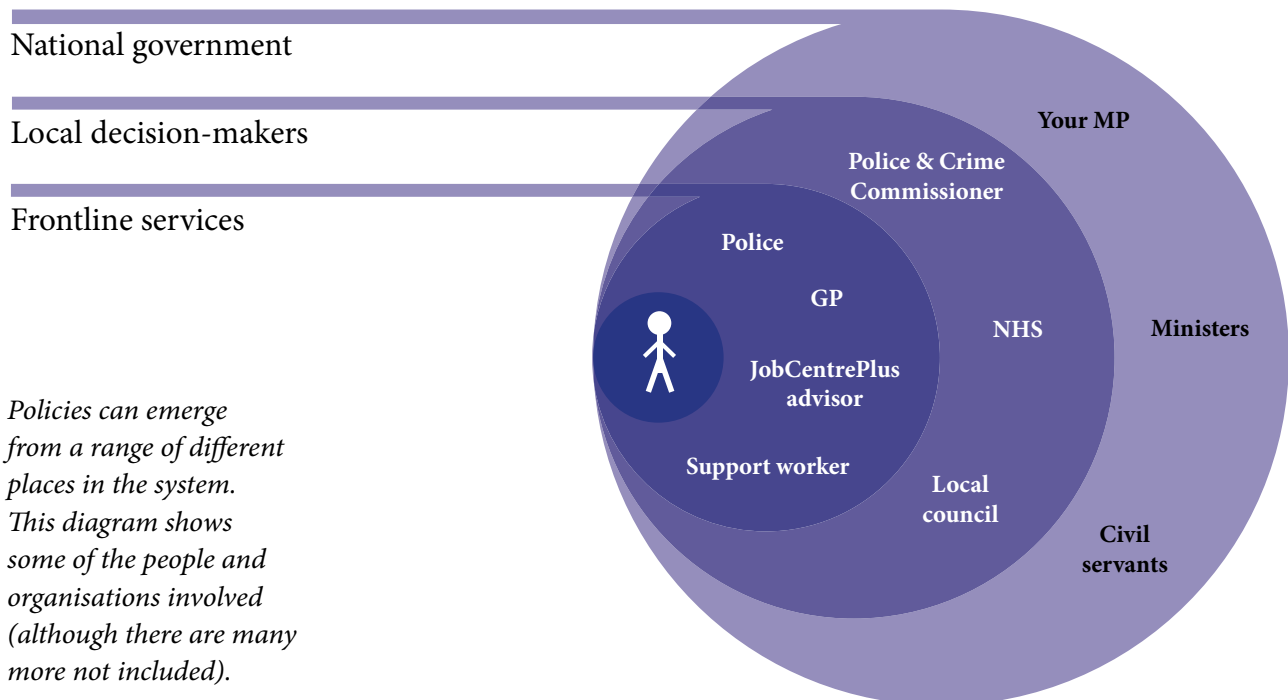 National government
Local decision-makers
Frontline services
Your MP
Police & Crime
Commissioner
Police
GP
NHS
Ministers
JobCentrePlus
advisor
Support worker
Local
council
Civil
servants
Policies can emerge
from a range of different
places in the system.
This diagram shows
some of the people and
organisations involved
(although there are many
more not included).